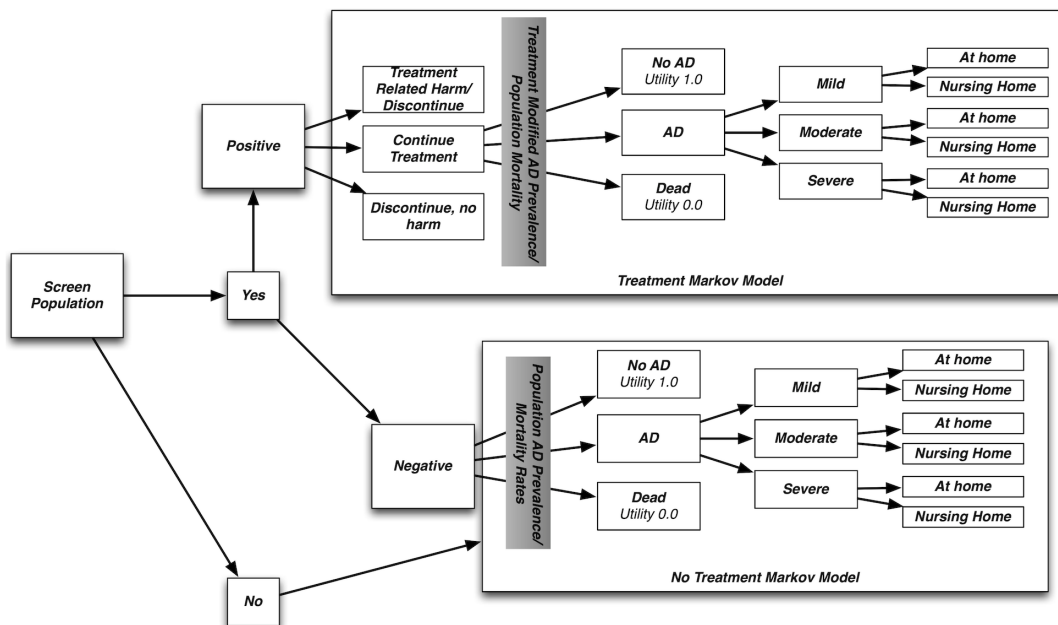 Screen
Population
Yes
No
Positive
Negative
Treatment
Related Harm/
Discontinue
Continue
Treatment
Discontinue, no
harm
Treatment Modified AD Prevalence/
Population Mortality
No AD
Utility 1.0
AD
Dead
Utility 0.0
Mild
Moderate
Severe
At home
Nursing Home
At home
Nursing Home
At home
Nursing Home
Treatment Markov Model
Population AD Prevalence/
Mortality Rates
No AD
Utility 1.0
AD
Dead
Utility 0.0
Mild
Moderate
Severe
At home
Nursing Home
At home
Nursing Home
At home
Nursing Home
No Treatment Markov Model